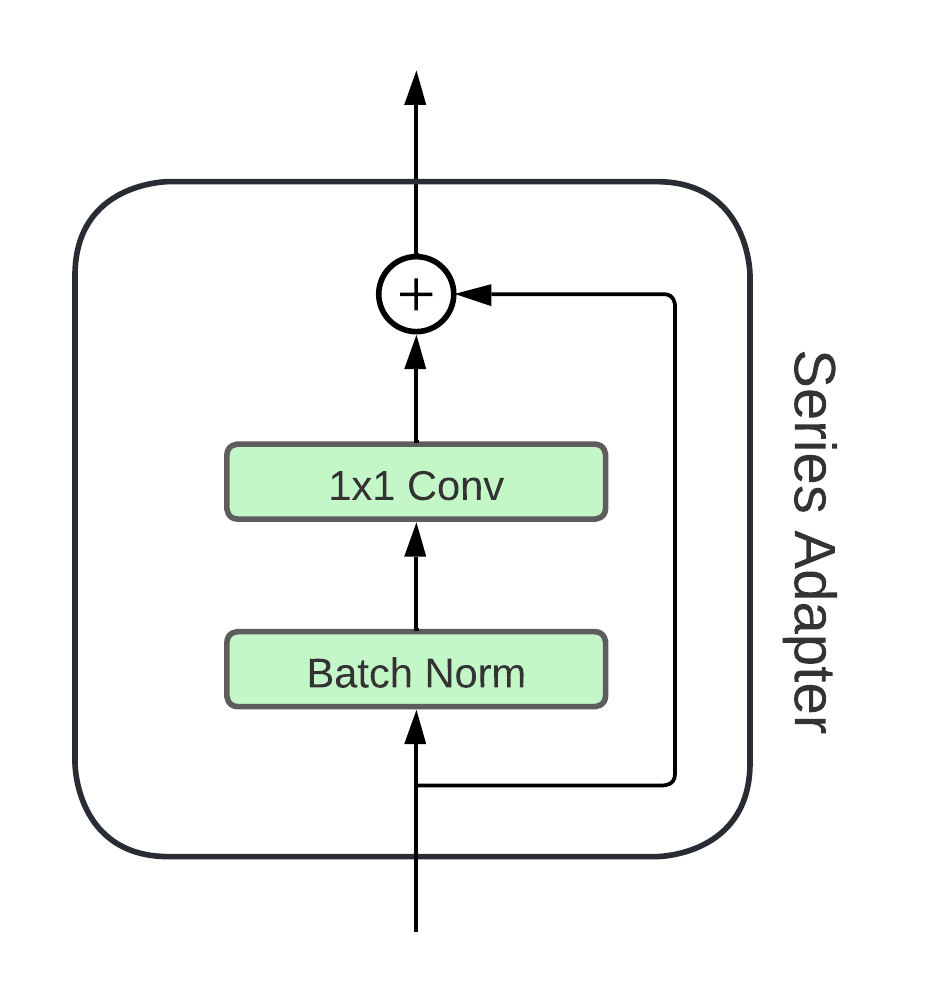 +
1x1 Conv
Batch Norm
Series Adapter